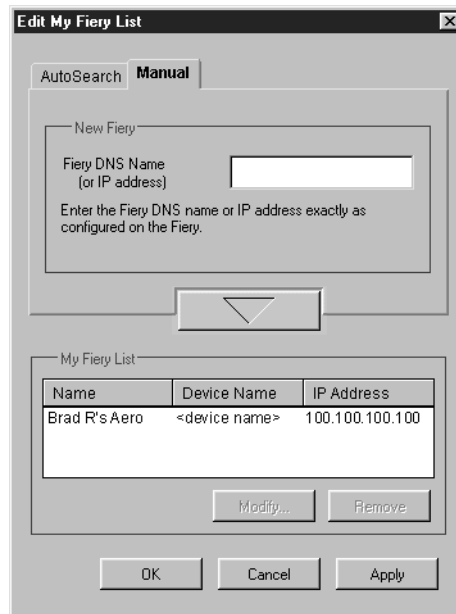 Edit My Fiery List
AutoSearch
Manual
New Fiery
Fiery DNS Name
(or IP address)
Enter the Fiery DNS name or IP address exactly as
configured on the Fiery.
My Fiery List
Name Device Name IP Address
Brad R's Aero <device name> 100.100.100.100
Modify... Remove
OK Cancel Apply